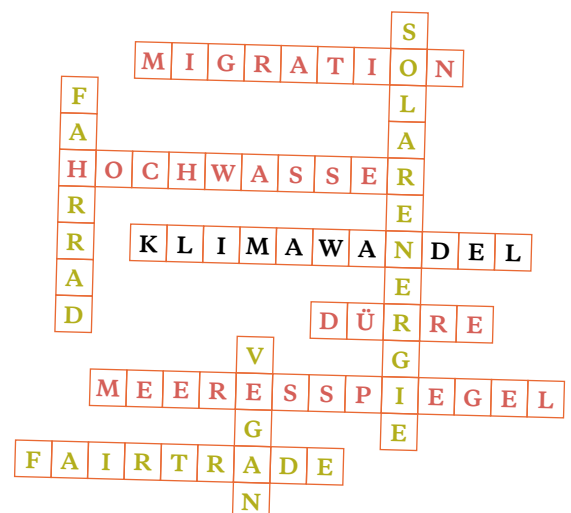 SOLARENERGIE
MIGRATION
FAHRRAD
HOCHWASSER
KLIMAWANDEL
DÜRRE
VEGAN
MEERESSPIEGEL
FAIRTRADE